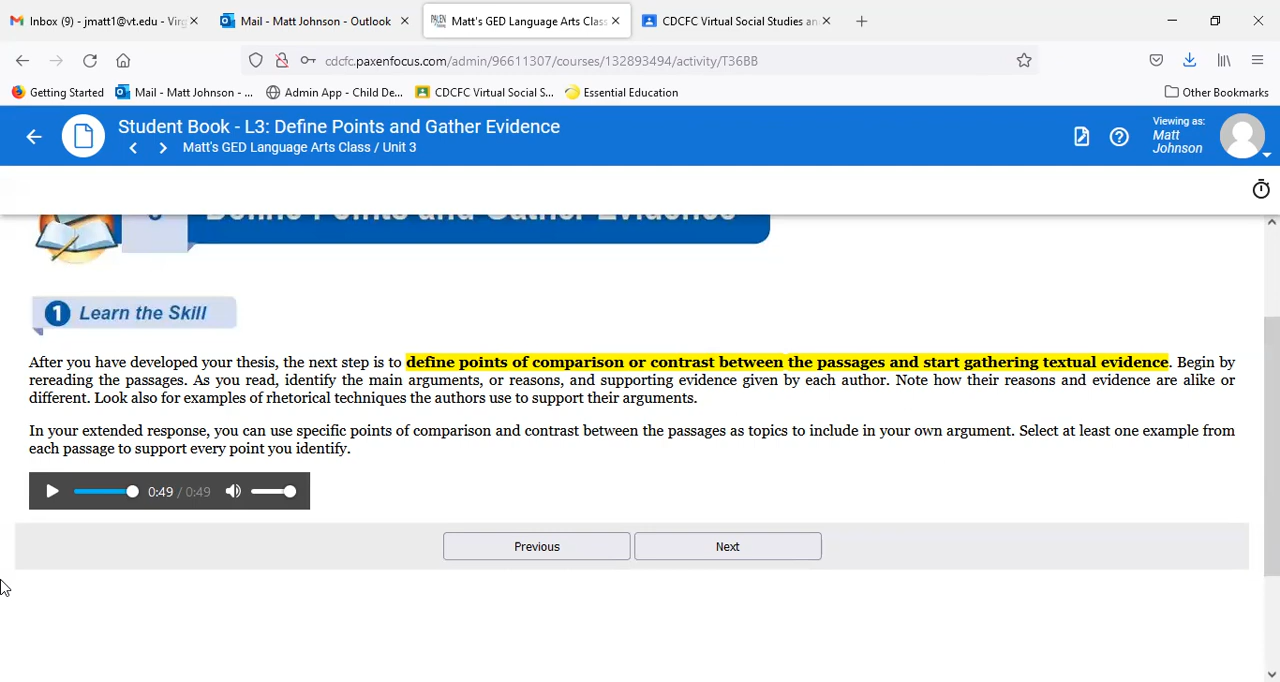 Inbox (9) - jmatt1@vt.edu - Virg
Mail - Matt Johnson - Outlook
Matt's GED Language Arts Class
CDCFC Virtual Social Studies an
cdcfc.paxenfocus.com/admin/96611307/courses/132893494/activity/T36BB
Getting Started
Mail - Matt Johnson - ...
Admin App - Child De...
CDCFC Virtual Social S...
Essential Education
Other Bookmarks
Student Book - L3: Define Points and Gather Evidence
Matt's GED Language Arts Class / Unit 3
Viewing as:
Matt
Johnson
Define Points and Gather Evidence
1 Learn the Skill
After you have developed your thesis, the next step is to define points of comparison or contrast between the passages and start gathering textual evidence. Begin by
rereading the passages. As you read, identify the main arguments, or reasons, and supporting evidence given by each author. Note how their reasons and evidence are alike or
different. Look also for examples of rhetorical techniques the authors use to support their arguments.
In your extended response, you can use specific points of comparison and contrast between the passages as topics to include in your own argument. Select at least one example from
each passage to support every point you identify.
0:49 / 0:49
Previous
Next